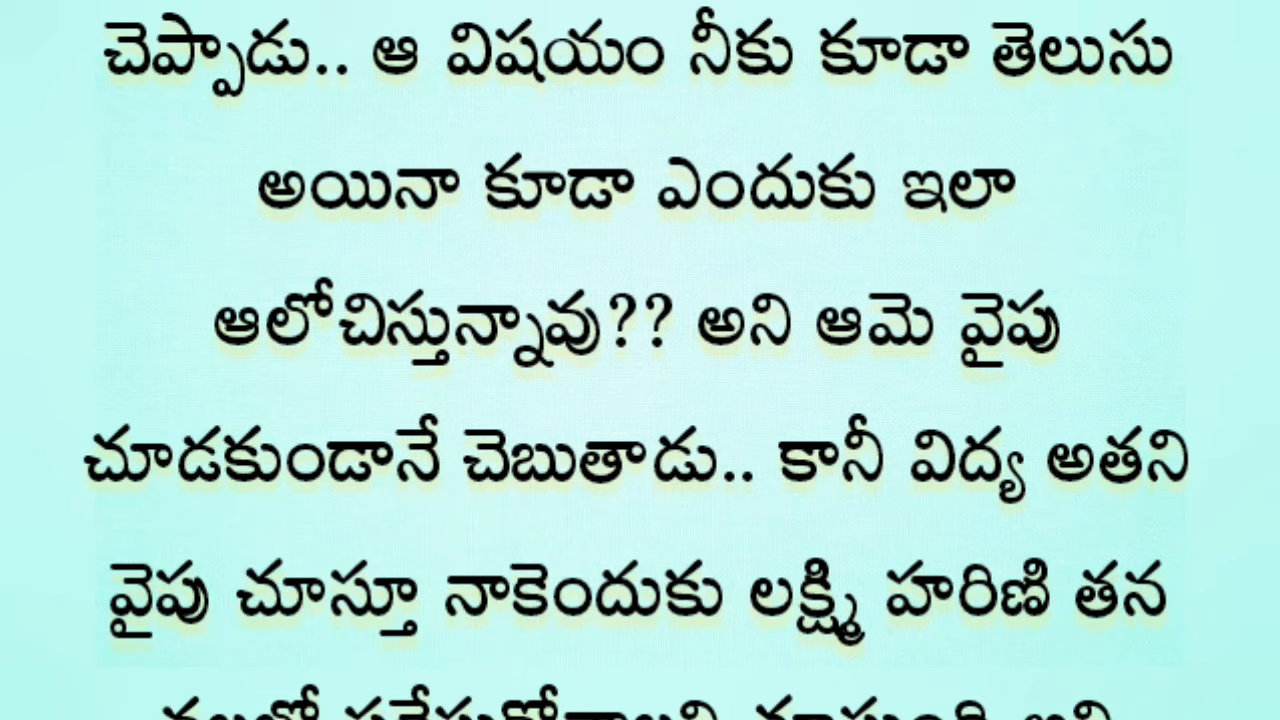 చెప్పాడు.. ఆ విషయం నీకు కూడా తెలుసు
అయినా కూడా ఎందుకు ఇలా
ఆలోచిస్తున్నావు?? అని ఆమె వైపు
చూడకుండానే చెబుతాడు.. కానీ విద్య అతని
వైపు చూస్తూ నాకెందుకు లక్ష్మి హరిణి తన